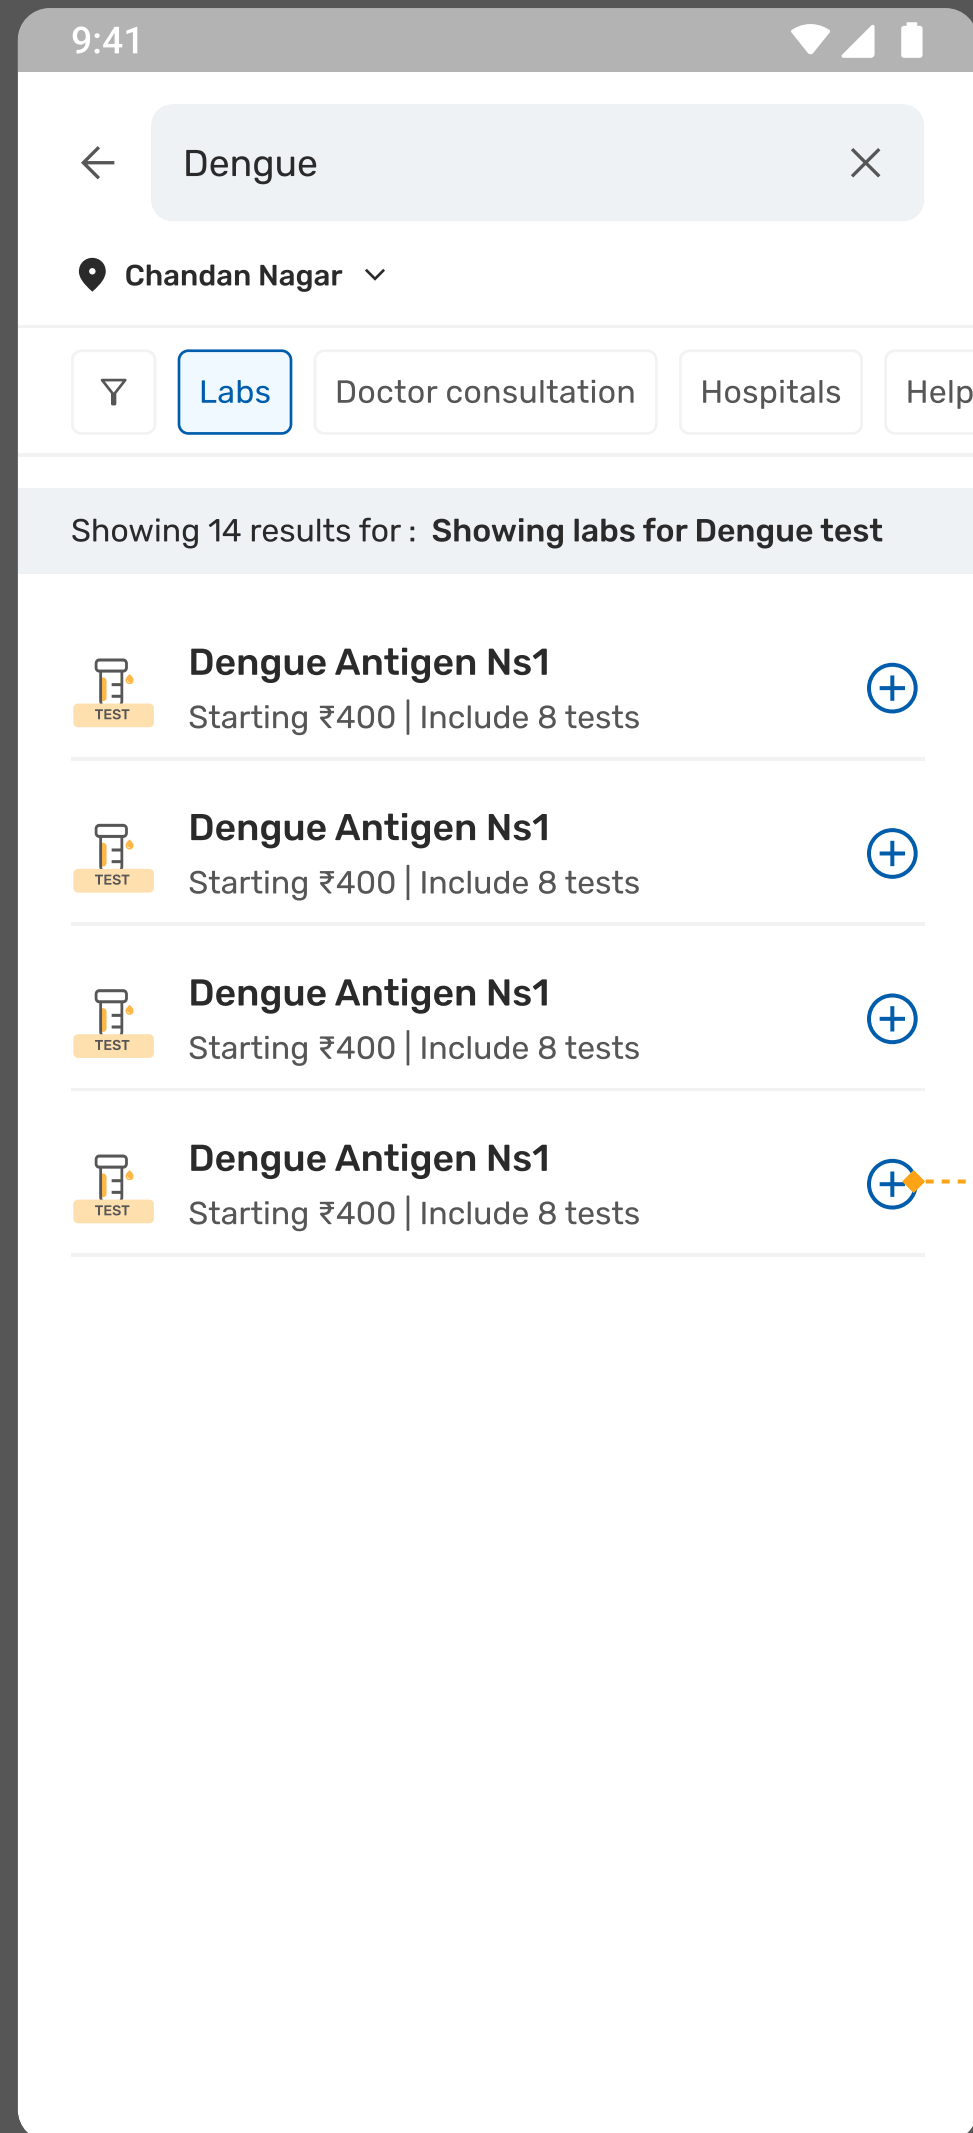 9:41
Dengue
Chandan Nagar
Labs Doctor consultation Hospitals Help
Showing 14 results for : Showing labs for Dengue test
Dengue Antigen Ns1
TEST
Starting ₹400 | Include 8 tests
Dengue Antigen Ns1
TEST
Starting ₹400 | Include 8 tests
Dengue Antigen Ns1
TEST
Starting ₹400 | Include 8 tests
Dengue Antigen Ns1
TEST
Starting ₹400 | Include 8 tests